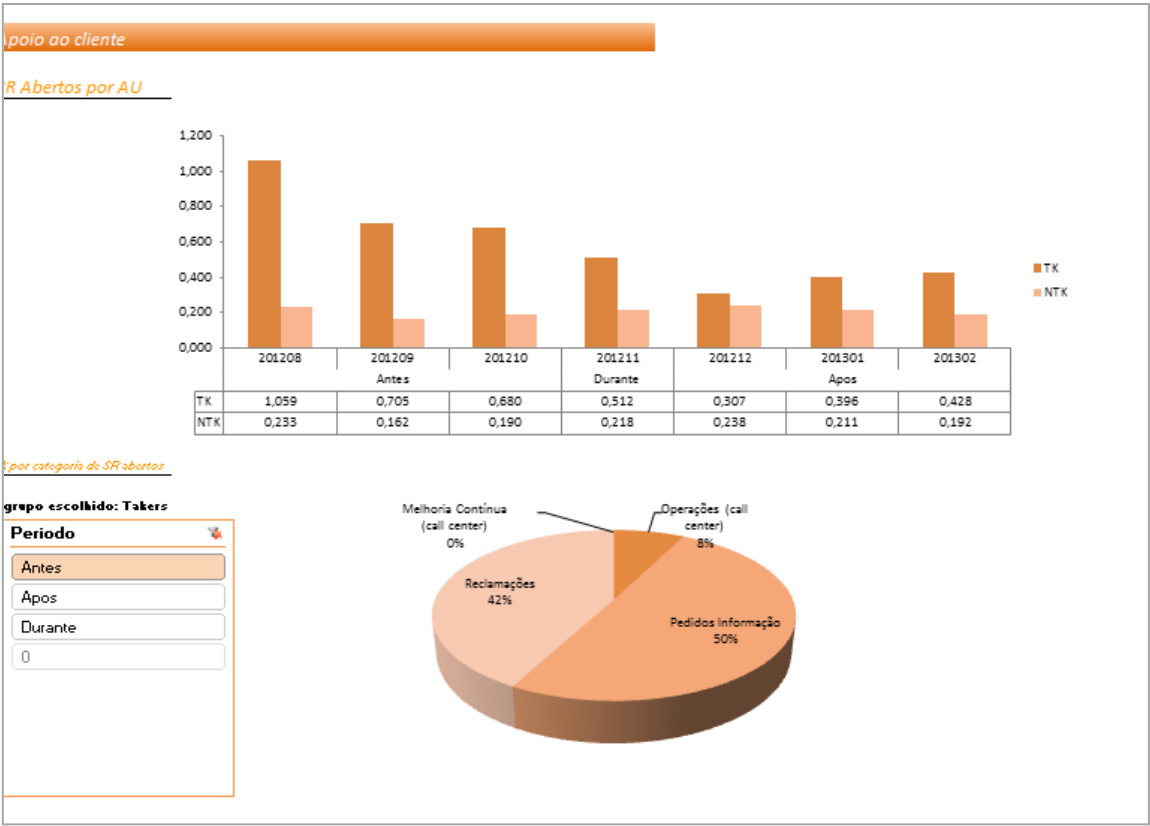 poio ao cliente
SR Abertos por AU
1,200
1,000
0,800
0,600
0,400
0,200
0,000
TK
NTK
201208 201209 201210 201211 201212 201301 201302
Antes Durante Apos
TK 1,059 0,705 0,680 0,512 0,307 0,396 0,428
NTK 0,233 0,162 0,190 0,218 0,238 0,211 0,192
por categoria de SR abertos
grupo escolhido: Takers
Periodo
Antes
Apos
Durante
0
Melhoria Contínua
(call center)
0%
Operações (call
center)
8%
Reclamações
42%
Pedidos Informação
50%